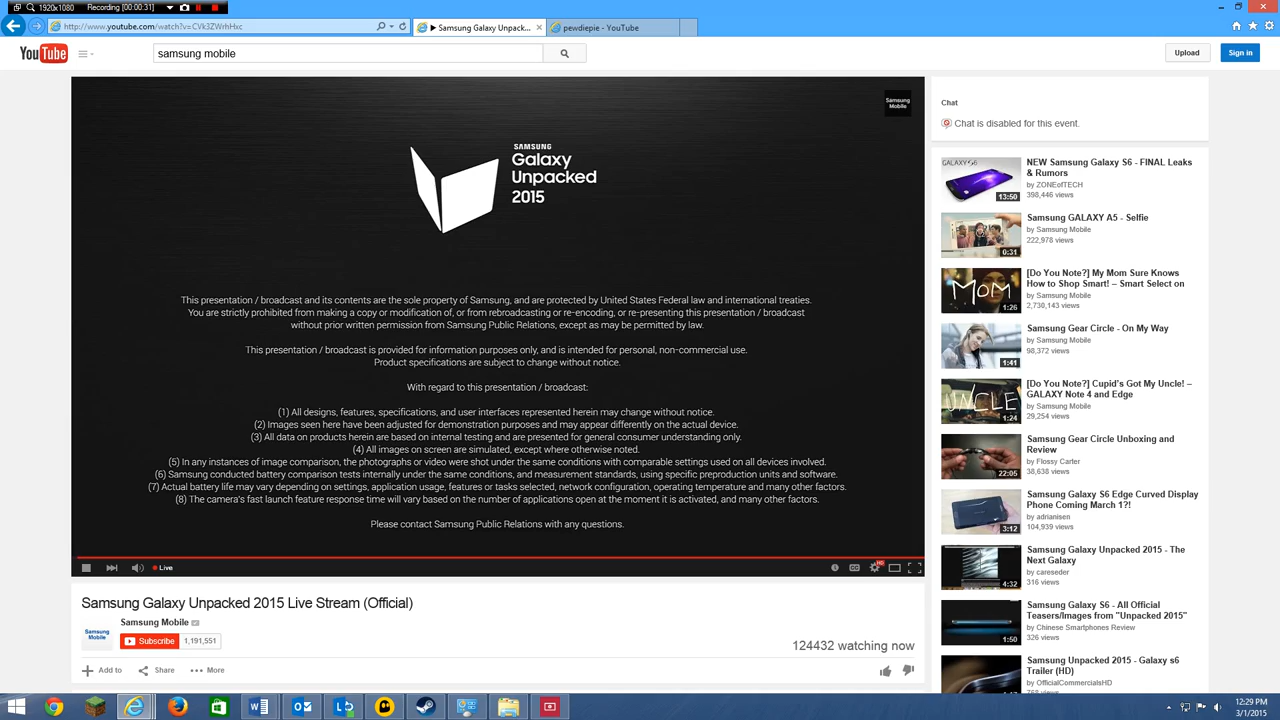 1920x1080 Recording [00:00:31]
http://www.youtube.com/watch?v=CVk3ZWrhHxc
Samsung Galaxy Unpack...
pewdiepie - YouTube
YouTube
samsung mobile
Upload
Sign in
Samsung
Mobile
SAMSUNG
Galaxy
Unpacked
2015
This presentation / broadcast and its contents are the sole property of Samsung, and are protected by United States Federal law and international treaties.
You are strictly prohibited from making a copy or modification of, or from rebroadcasting or re-encoding, or re-presenting this presentation / broadcast
without prior written permission from Samsung Public Relations, except as may be permitted by law.
This presentation / broadcast is provided for information purposes only, and is intended for personal, non-commercial use.
Product specifications are subject to change without notice.
With regard to this presentation / broadcast:
(1) All designs, features, specifications, and user interfaces represented herein may change without notice.
(2) Images used here have been adjusted for demonstration purposes and may appear differently on the actual device.
(3) All data on products herein are based on internal testing and are presented for general consumer understanding only.
(4) All images on screen are simulated, except where otherwise noted.
(5) In any instances of image comparison, the photographs or video were shot under the same conditions with comparable settings used on all devices involved.
(6) Samsung conducted battery comparison tests internally under the same conditions, and measurement standards, using specific preproduction units and software.
(7) Actual battery life may vary depending on settings, application usage, features or tasks selected, network configuration, operating temperature and many other factors.
(8) The camera's fast launch feature response time will vary based on the number of applications open at the moment it is activated, and many other factors.
Please contact Samsung Public Relations with any questions.
Live
HD
Samsung Galaxy Unpacked 2015 Live Stream (Official)
Samsung
Mobile
Samsung Mobile
Subscribe 1,191,551
124432 watching now
Add to Share More
Chat
Chat is disabled for this event.
GALAXY S6
13:50
NEW Samsung Galaxy S6 - FINAL Leaks
& Rumors
by ZONEofTECH
398,446 views
0:31
Samsung GALAXY A5 - Selfie
by Samsung Mobile
222,978 views
MOM
1:26
[Do You Note?] My Mom Sure Knows
How to Shop Smart! – Smart Select on
by Samsung Mobile
2,730,143 views
1:41
Samsung Gear Circle - On My Way
by Samsung Mobile
98,372 views
UNCLE
1:24
[Do You Note?] Cupid's Got My Uncle! –
GALAXY Note 4 and Edge
by Samsung Mobile
29,254 views
22:05
Samsung Gear Circle Unboxing and
Review
by Flossy Carter
38,638 views
3:12
Samsung Galaxy S6 Edge Curved Display
Phone Coming March 1?!
by adrianisen
104,939 views
4:32
Samsung Galaxy Unpacked 2015 - The
Next Galaxy
by careseder
316 views
1:50
Samsung Galaxy S6 - All Official
Teasers/Images from "Unpacked 2015"
by Chinese Smartphones Review
326 views
Samsung Unpacked 2015 - Galaxy s6
Trailer (HD)
by OfficialCommercialsHD
768 views
12:29 PM
3/1/2015